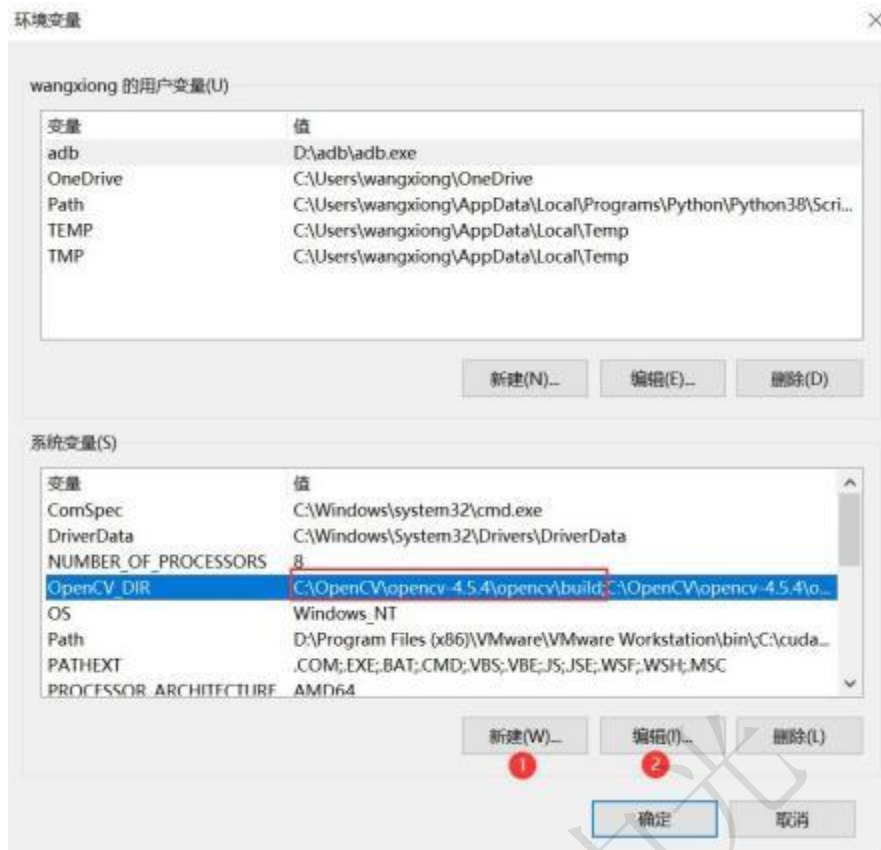 环境变量
wangxiong 的用户变量(U)
变量 值
adb D:\adb\adb.exe
OneDrive C:\Users\wangxiong\OneDrive
Path C:\Users\wangxiong\AppData\Local\Programs\Python\Python38\Scri...
TEMP C:\Users\wangxiong\AppData\Local\Temp
TMP C:\Users\wangxiong\AppData\Local\Temp
新建(N)... 编辑(E)... 删除(D)
系统变量(S)
变量 值
ComSpec C:\Windows\system32\cmd.exe
DriverData C:\Windows\System32\Drivers\DriverData
NUMBER_OF_PROCESSORS 8
OpenCV_DIR C:\OpenCV\opencv-4.5.4\opencv\build;C:\OpenCV\opencv-4.5.4\o...
OS Windows_NT
Path D:\Program Files (x86)\VMware\VMware Workstation\bin\;C:\cuda...
PATHEXT .COM;.EXE;.BAT;.CMD;.VBS;.VBE;.JS;.JSE;.WSF;.WSH;.MSC
PROCESSOR_ARCHITECTURE AMD64
新建(W)... 编辑(I)... 删除(L)
1 2
确定 取消